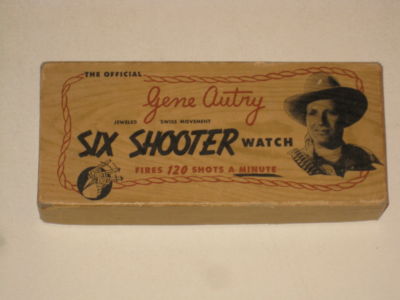 THE OFFICIAL
Gene Autry
JEWELED SWISS MOVEMENT
SIX SHOOTER WATCH
FIRES 120 SHOTS A MINUTE